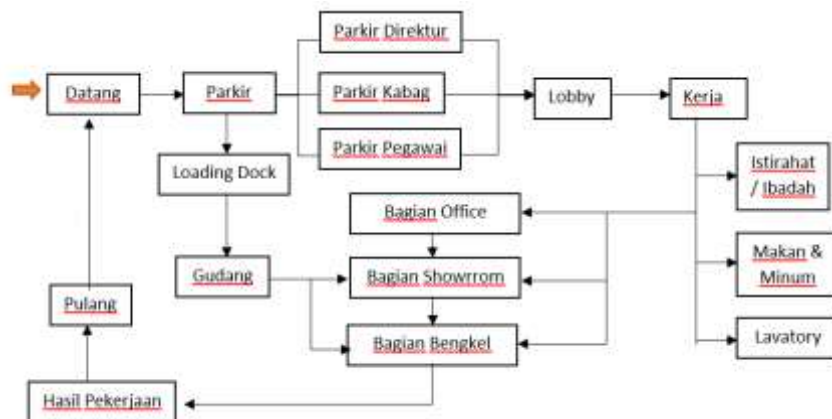 Parkir Direktur
Datang
Parkir
Parkir Kabag
Lobby
Kerja
Parkir Pegawai
Loading Dock
Istirahat
/ Ibadah
Bagian Office
Gudang
Bagian Showrrom
Makan &
Minum
Pulang
Bagian Bengkel
Lavatory
Hasil Pekerjaan